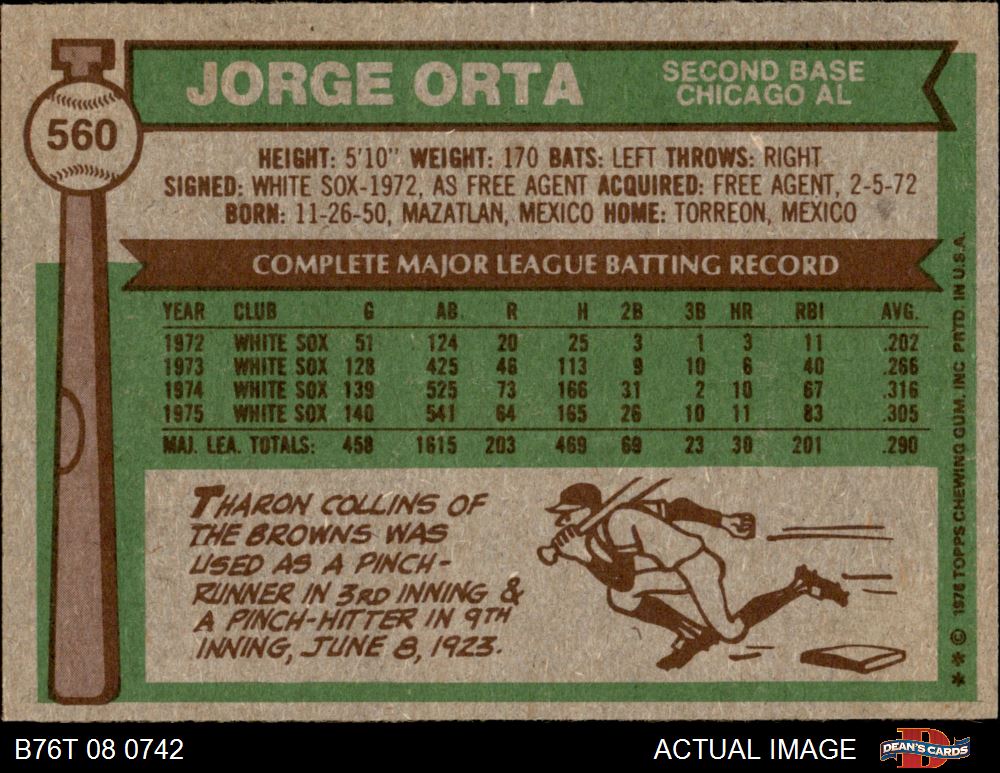 560
JORGE ORTA
SECOND BASE
CHICAGO AL
HEIGHT: 5'10" WEIGHT: 170 BATS: LEFT THROWS: RIGHT
SIGNED: WHITE SOX-1972, AS FREE AGENT ACQUIRED: FREE AGENT, 2-5-72
BORN: 11-26-50, MAZATLAN, MEXICO HOME: TORREON, MEXICO
COMPLETE MAJOR LEAGUE BATTING RECORD
YEAR CLUB G AB. R H 2B 3B HR RBI AVG.
1972 WHITE SOX 51 124 20 25 3 1 3 11 .202
1973 WHITE SOX 128 425 46 113 9 10 6 40 .266
1974 WHITE SOX 139 525 73 166 31 2 10 67 .316
1975 WHITE SOX 140 541 64 165 26 10 11 83 .305
MAJ. LEA. TOTALS: 458 1615 203 469 69 23 30 201 .290
THARON COLLINS OF
THE BROWNS WAS
USED AS A PINCH-
RUNNER IN 3RD INNING &
A PINCH-HITTER IN 9TH
INNING, JUNE 8, 1923.
** © 1976 TOPPS CHEWING GUM, INC. PRTD. IN U.S.A.
B76T 08 0742
ACTUAL IMAGE
DEAN'S CARDS